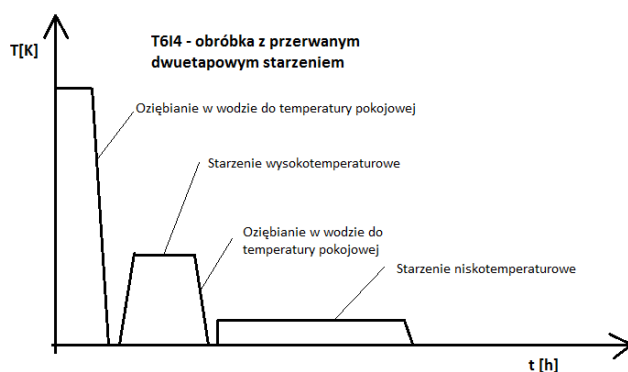 T6I4 - obróbka z przerwanym
dwuetapowym starzeniem
T[K]
Oziębianie w wodzie do temperatury pokojowej
Starzenie wysokotemperaturowe
Oziębianie w wodzie do
temperatury pokojowej
Starzenie niskotemperaturowe
t [h]